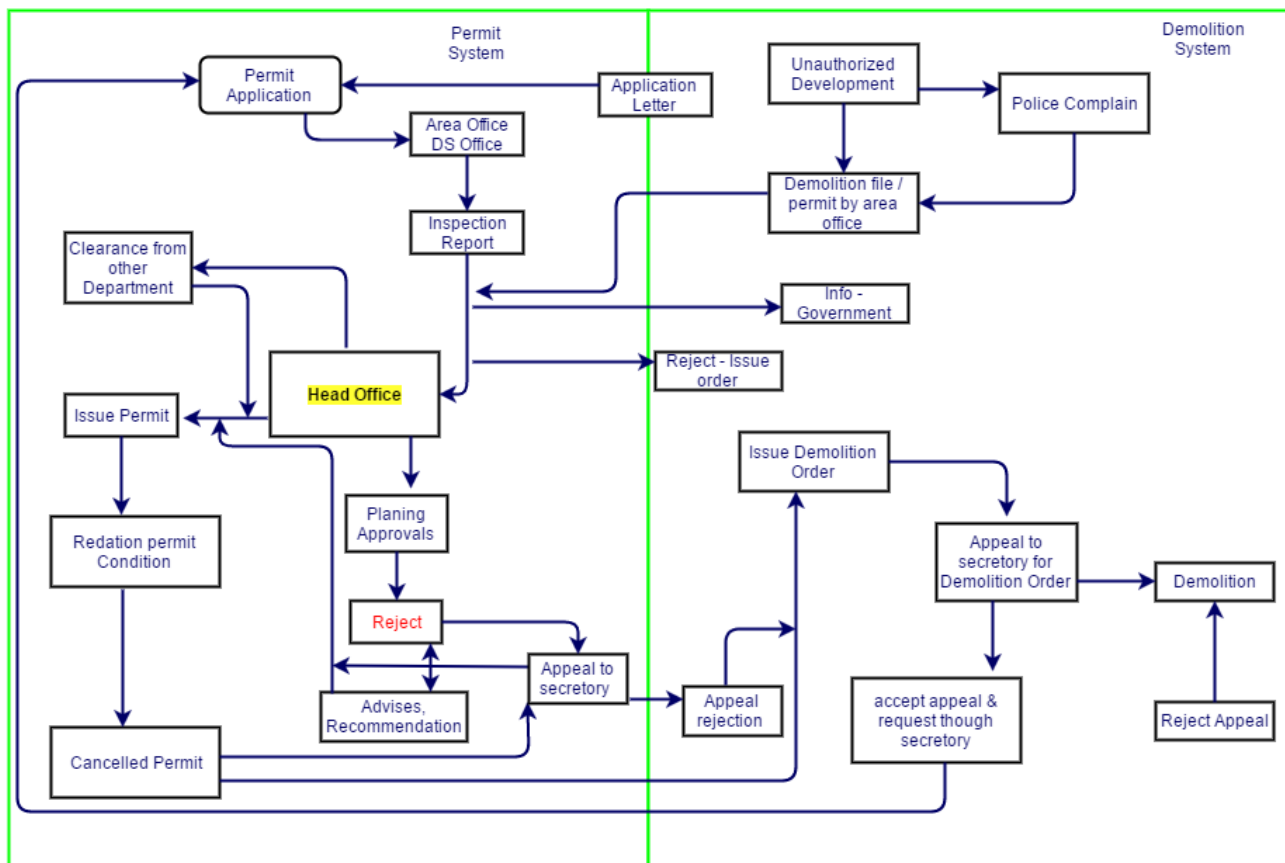 Permit
System
Demolition
System
Permit
Application
Application
Letter
Unauthorized
Development
Police Complain
Area Office
DS Office
Demolition file /
permit by area
office
Inspection
Report
Clearance from
other
Department
Info -
Government
Reject - Issue
order
Head Office
Issue Permit
Issue Demolition
Order
Planing
Approvals
Redation permit
Condition
Appeal to
secretory for
Demolition Order
Demolition
Reject
Appeal to
secretory
Advises,
Recommendation
Appeal
rejection
accept appeal &
request though
secretory
Reject Appeal
Cancelled Permit